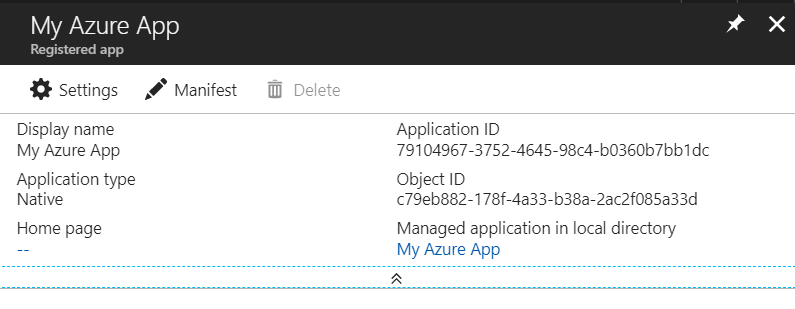 My Azure App
Registered app
Settings Manifest Delete
Display name
My Azure App
Application ID
79104967-3752-4645-98c4-b0360b7bb1dc
Application type
Native
Object ID
c79eb882-178f-4a33-b38a-2ac2f085a33d
Home page
--
Managed application in local directory
My Azure App